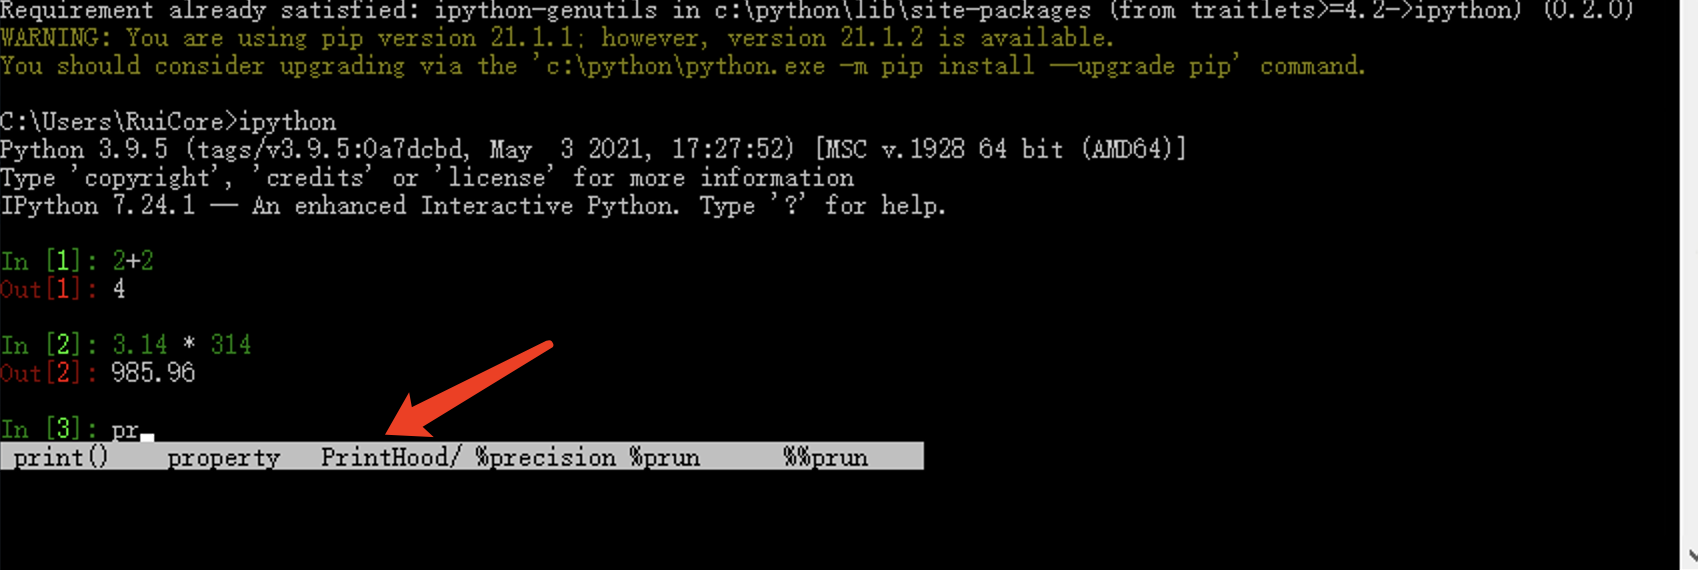 Requirement already satisfied: ipython-genutils in c:\python\lib\site-packages (from traitlets>=4.2->ipython) (0.2.0)
WARNING: You are using pip version 21.1.1; however, version 21.1.2 is available.
You should consider upgrading via the 'c:\python\python.exe -m pip install --upgrade pip' command.
C:\Users\RuiCore>ipython
Python 3.9.5 (tags/v3.9.5:0a7dcbd, May  3 2021, 17:27:52) [MSC v.1928 64 bit (AMD64)]
Type 'copyright', 'credits' or 'license' for more information
IPython 7.24.1 -- An enhanced Interactive Python. Type '?' for help.
In [1]: 2+2
Out[1]: 4
In [2]: 3.14 * 314
Out[2]: 985.96
In [3]: pr
print() property PrintHood/ %precision %prun %%prun